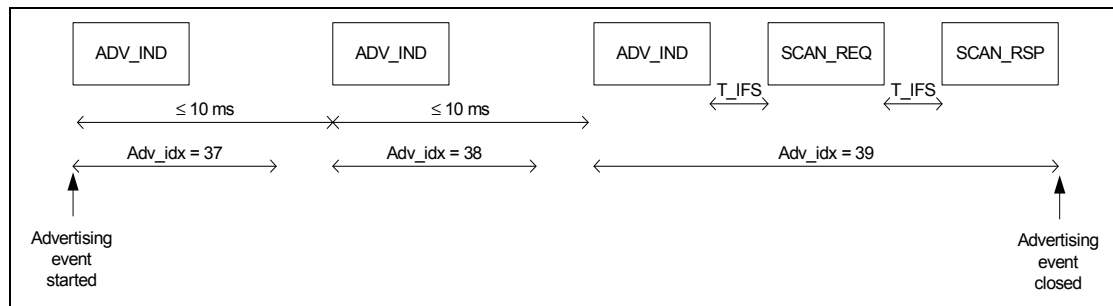 ADV_IND
ADV_IND
ADV_IND
SCAN_REQ
SCAN_RSP
T_IFS
T_IFS
≤ 10 ms
≤ 10 ms
Adv_idx = 37
Adv_idx = 38
Adv_idx = 39
Advertising
event
started
Advertising
event
closed